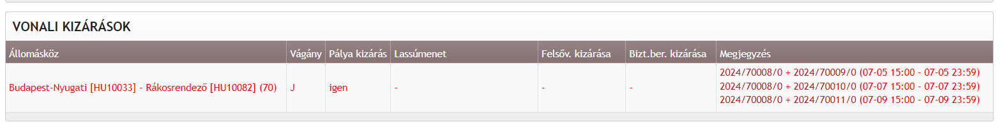 VONALI KIZÁRÁSOK
Állomásköz Vágány Pálya kizárás Lassúmenet Felsőv. kizárása Bizt.ber. kizárása Megjegyzés
2024/70008/0 + 2024/70009/0 (07-05 15:00 - 07-05 23:59)
Budapest-Nyugati [HU10033] - Rákosrendező [HU10082] (70) J igen - - - 2024/70008/0 + 2024/70010/0 (07-07 15:00 - 07-07 23:59)
2024/70008/0 + 2024/70011/0 (07-09 15:00 - 07-09 23:59)